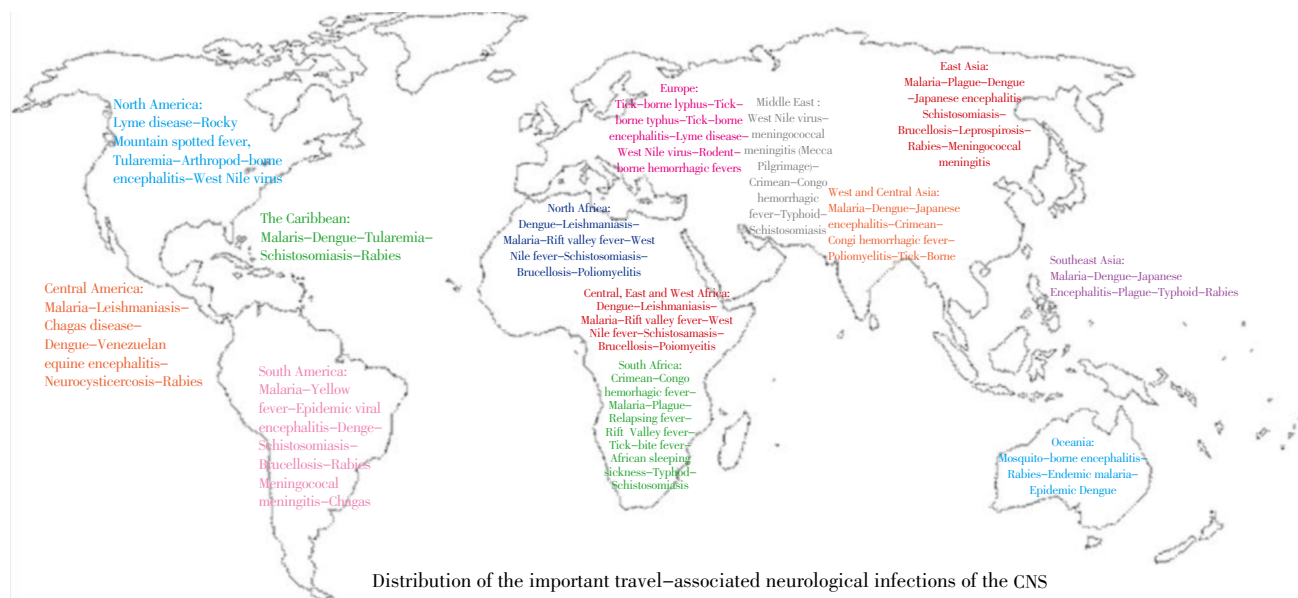 North America:
Lyme disease–Rocky
Mountain spotted fever,
Tularemia–Arthropod–borne
encephalitis–West Nile virus
The Caribbean:
Malaris–Dengue–Tularemia–
Schistosomiasis–Rabies
Central America:
Malaria–Leishmaniasis–
Chagas disease–
Dengue–Venezuelan
equine encephalitis–
Neurocysticercosis–Rabies
South America:
Malaria–Yellow
fever–Epidemic viral
encephalitis–Denge–
Schistosomiasis–
Brucellosis–Rabies
Meningococal
meningitis–Chagas
Europe:
Tick–borne lyphus–Tick–
borne typhus–Tick–borne
encephalitis–Lyme disease–
West Nile virus–Rodent–
borne hemorrhagic fevers
Middle East :
West Nile virus–
meningococcal
meningitis (Mecca
Pilgrimage)–
Crimean–Congo
hemorrhagic
fever–Typhoid–
Schistosomiasis
East Asia:
Malaria–Plague–Dengue
–Japanese encephalitis
Schistosomiasis–
Brucellosis–Leprospirosis–
Rabies–Meningococcal
meningitis
West and Central Asia:
Malaria–Dengue–Japanese
encephalitis–Crimean–
Congi hemorrhagic fever–
Poliomyelitis–Tick–Borne
North Africa:
Dengue–Leishmaniasis–
Malaria–Rift valley fever–West
Nile fever–Schistosomiasis–
Brucellosis–Poliomyelitis
Southeast Asia:
Malaria–Dengue–Japanese
Encephalitis–Plague–Typhoid–Rabies
Central, East and West Africa:
Dengue–Leishmaniasis–
Malaria–Rift valley fever–West
Nile fever–Schistosamasis–
Brucellosis–Poiomyeitis
South Africa:
Crimean–Congo
hemorhagic fever–
Malaria–Plague–
Relapsing fever–
Rift Valley fever–
Tick–bite fever–
African sleeping
sickness–Typhod–
Schistosomiasis
Oceania:
Mosquito–borne encephalitis–
Rabies–Endemic malaria–
Epidemic Dengue
Distribution of the important travel–associated neurological infections of the CNS